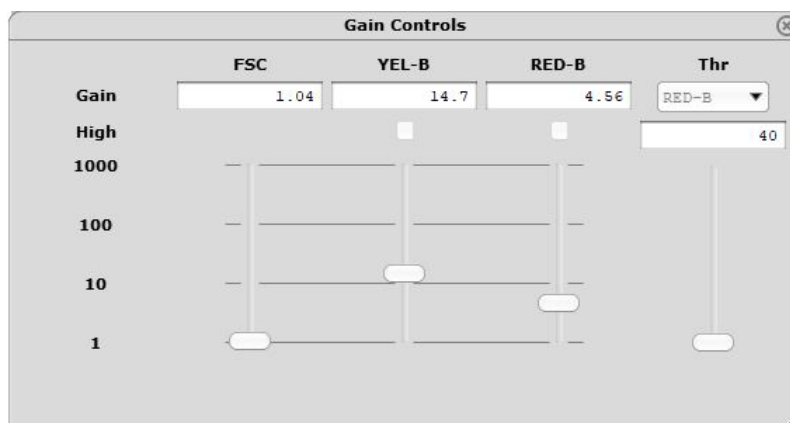 Gain Controls
FSC YEL-B RED-B Thr
Gain 1.04 14.7 4.56 RED-B
High 40
1000
100
10
1